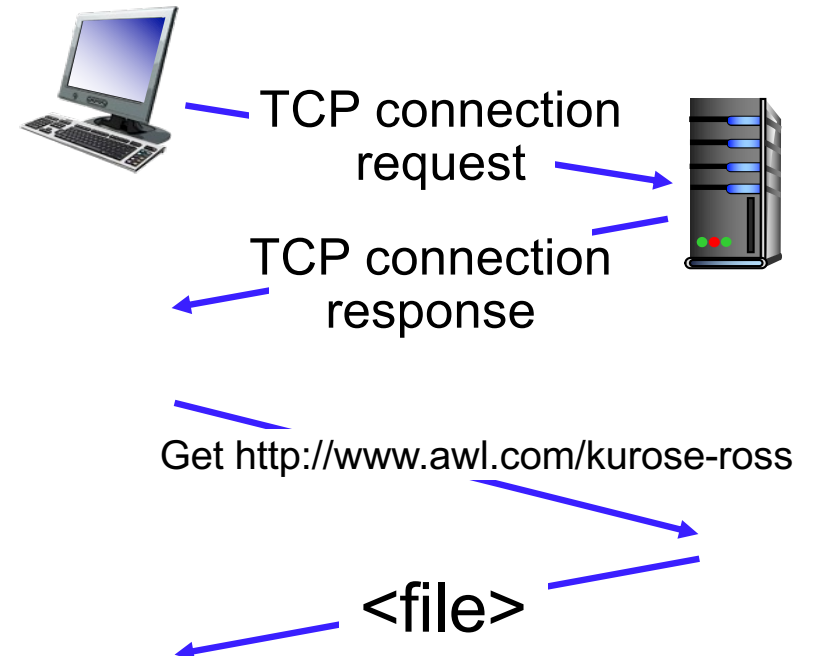 TCP connection
request
TCP connection
response
Get http://www.awl.com/kurose-ross
<file>